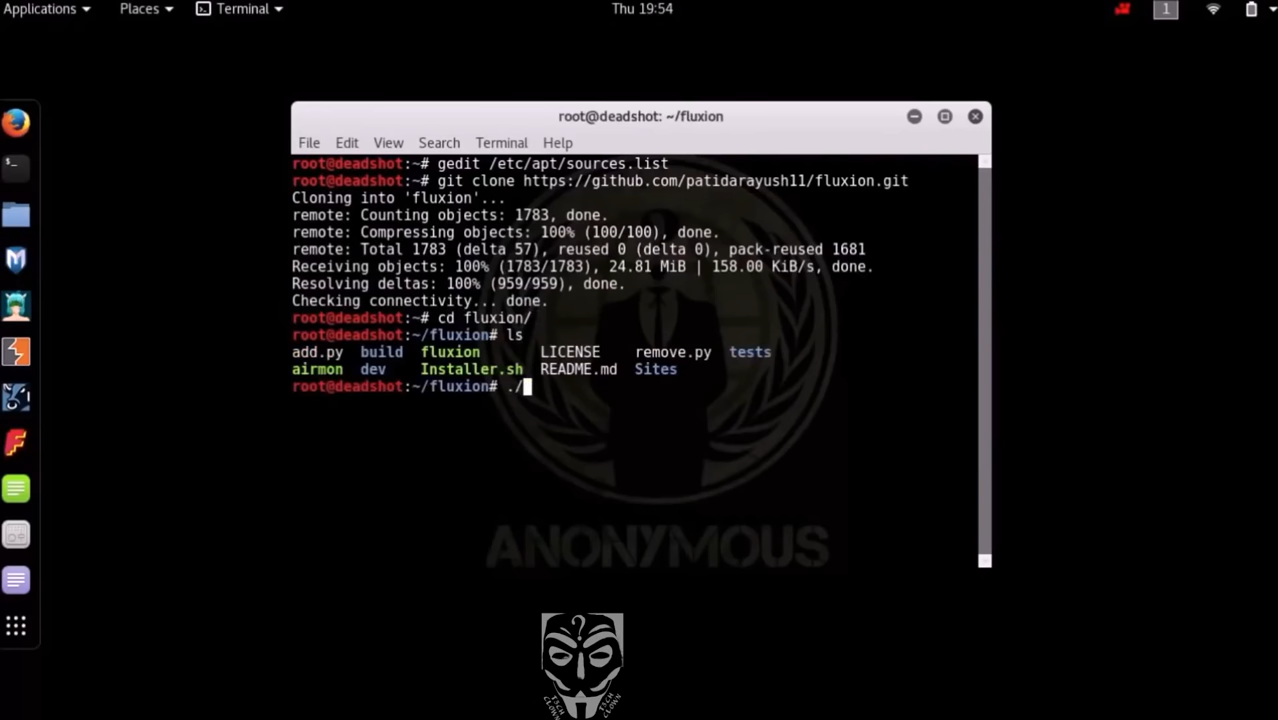 Applications Places Terminal Thu 19:54 1
root@deadshot: ~/fluxion
File Edit View Search Terminal Help
root@deadshot:~# gedit /etc/apt/sources.list
root@deadshot:~# git clone https://github.com/patidarayush11/fluxion.git
Cloning into 'fluxion'...
remote: Counting objects: 1783, done.
remote: Compressing objects: 100% (100/100), done.
remote: Total 1783 (delta 57), reused 0 (delta 0), pack-reused 1681
Receiving objects: 100% (1783/1783), 24.81 MiB | 158.00 KiB/s, done.
Resolving deltas: 100% (959/959), done.
Checking connectivity... done.
root@deadshot:~# cd fluxion/
root@deadshot:~/fluxion# ls
add.py build fluxion LICENSE remove.py tests
airmon dev Installer.sh README.md Sites
root@deadshot:~/fluxion# ./
ANONYMOUS
?
TECH CLOWN TECH CLOWN